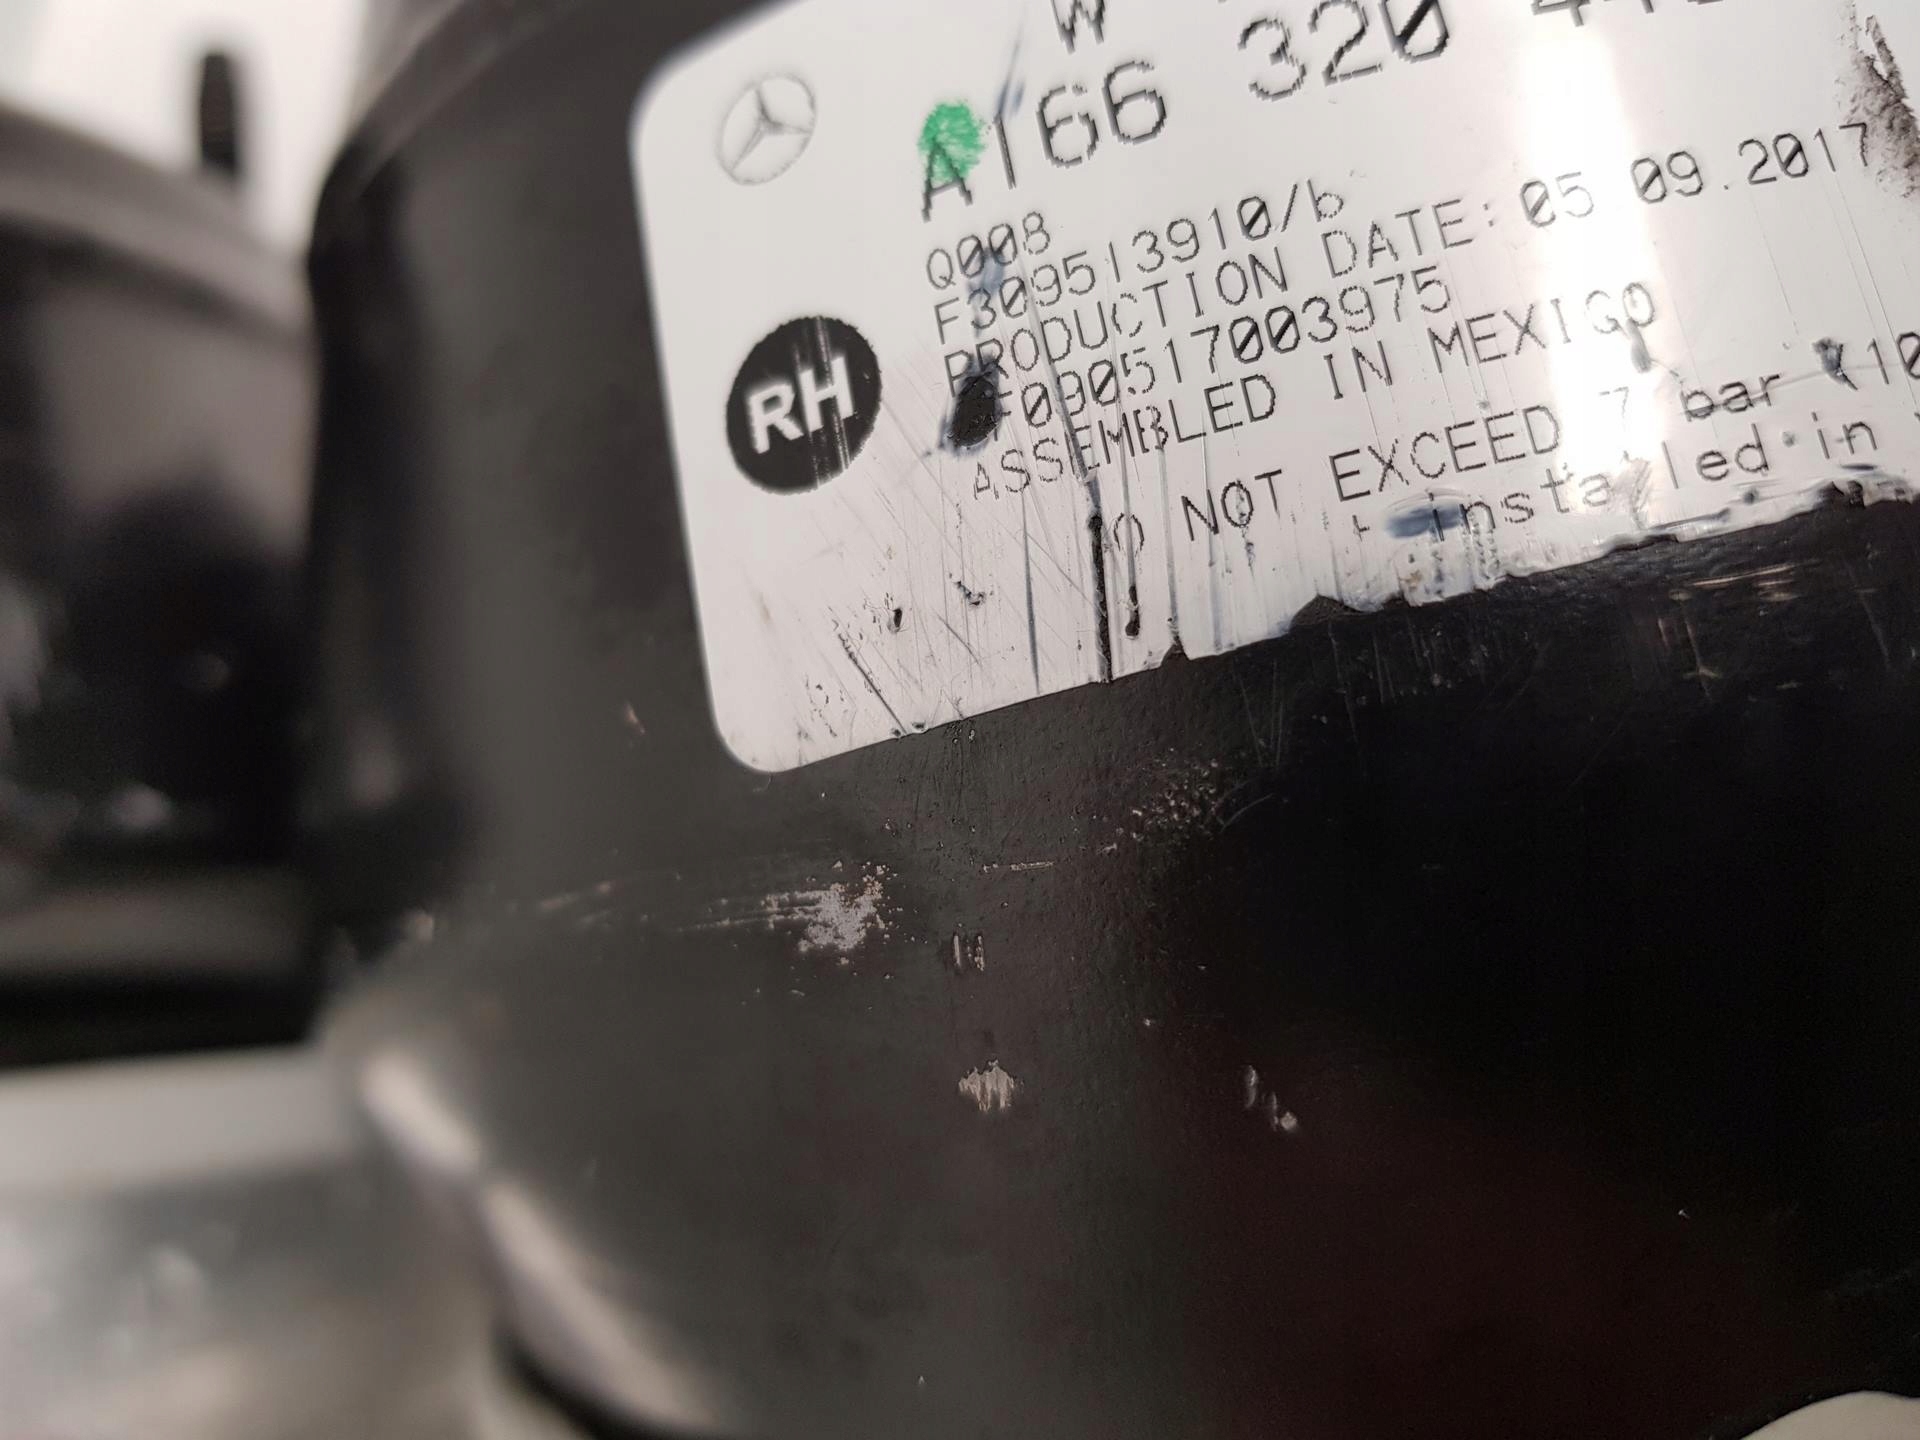 W
A166 320
Q008
F309513910/b
PRODUCTION DATE: 05.09.2017
F090517003975
RH
ASSEMBLED IN MEXICO
NOT EXCEED 7 bar (10
installed in